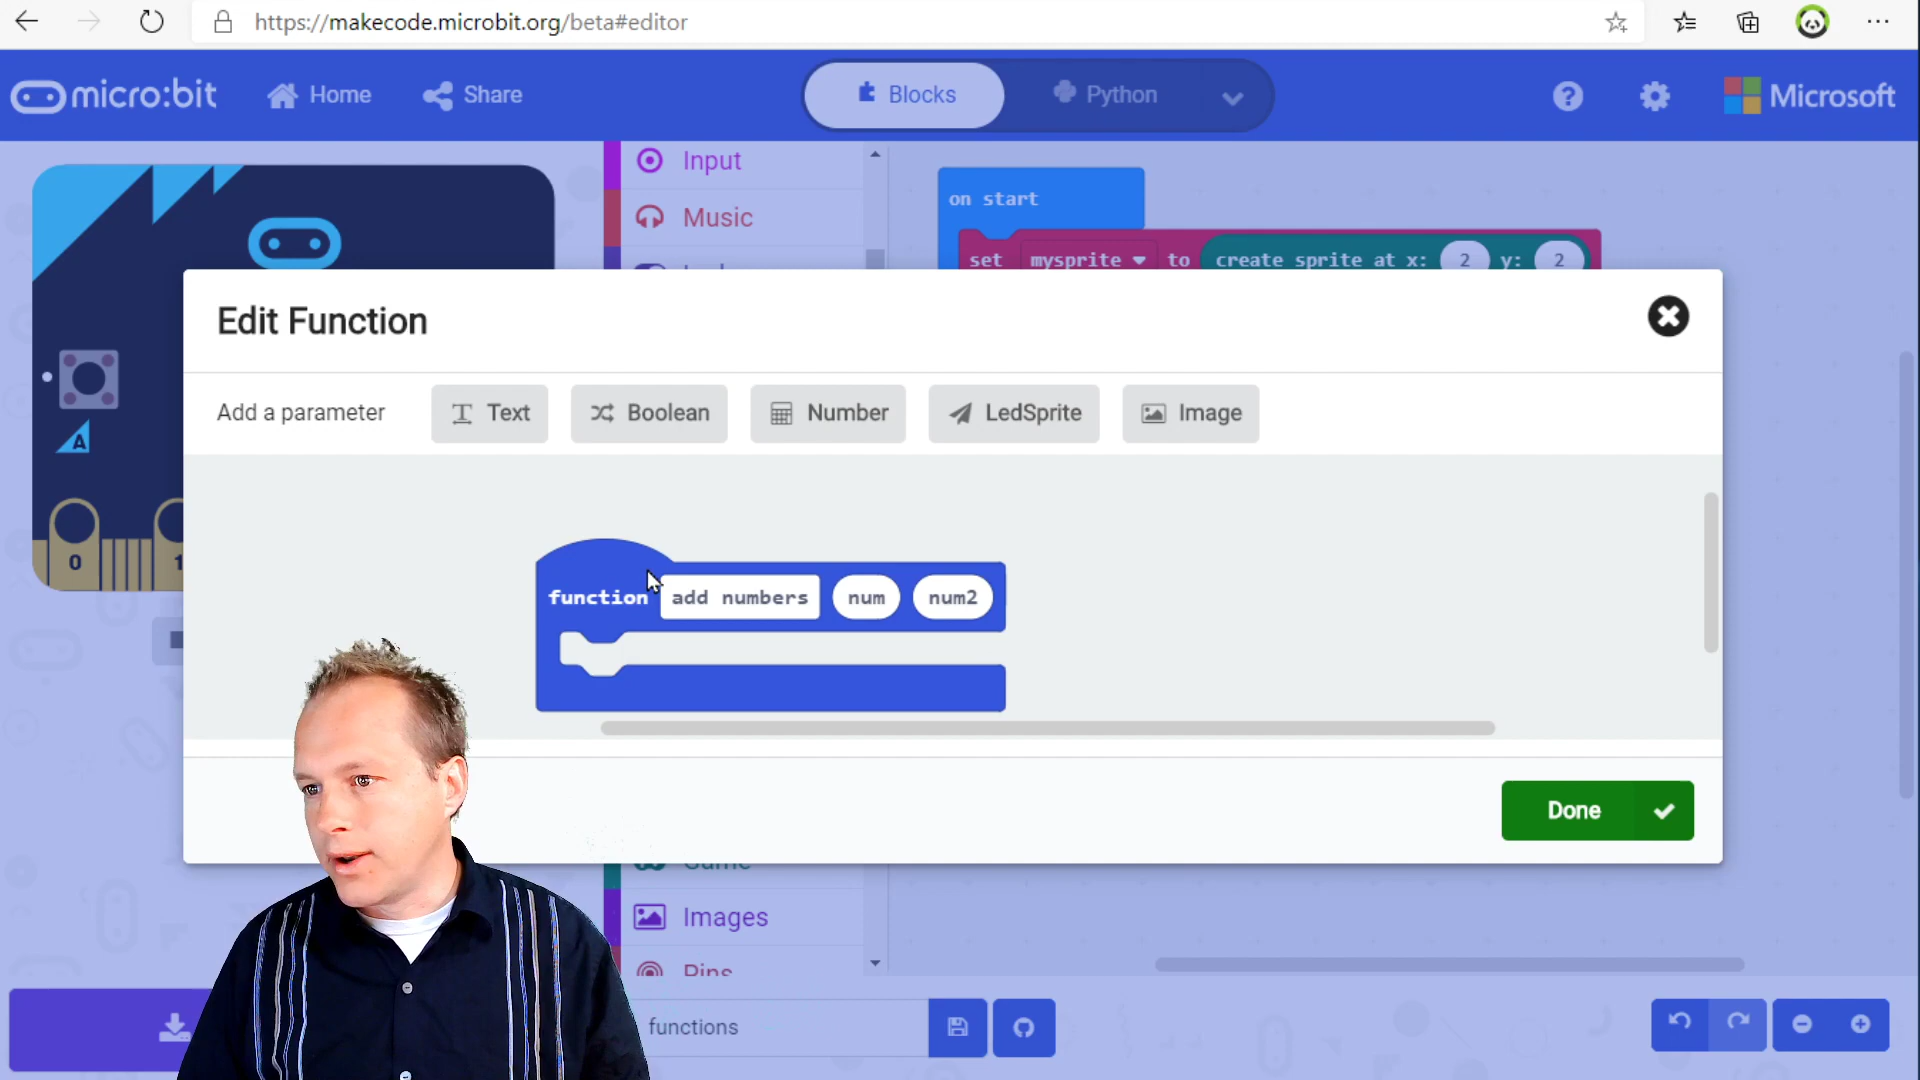 https://makecode.microbit.org/beta#editor
micro:bit
Home
Share
Blocks
Python
Microsoft
Input
Music
on start
set mysprite to create sprite at x: 2 y: 2
Edit Function
Add a parameter
Text
Boolean
Number
LedSprite
Image
function add numbers num num2
Done
A
0
1
Images
Pins
functions